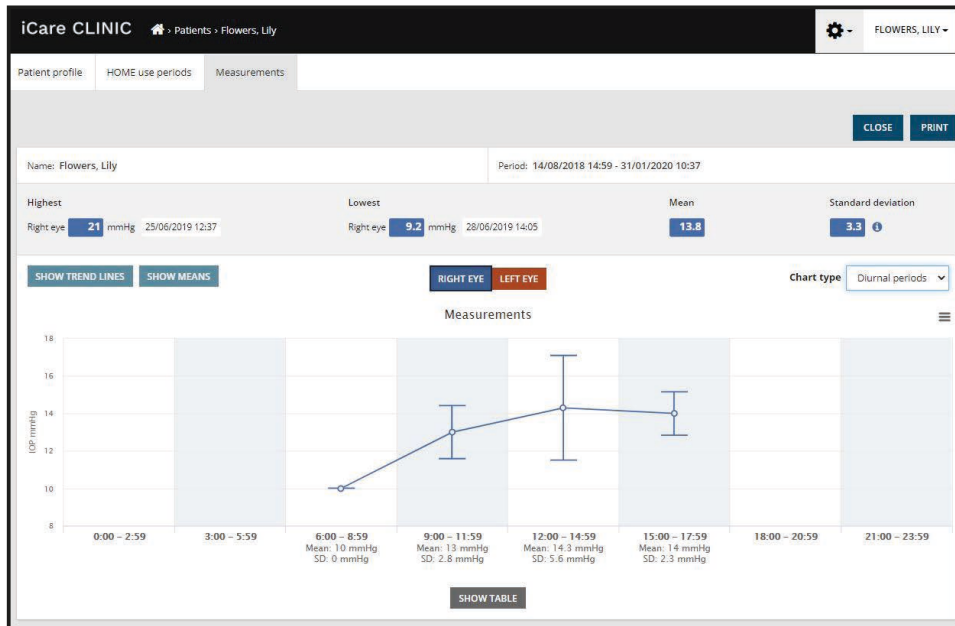 iCare CLINIC › Patients › Flowers, Lily FLOWERS, LILY
Patient profile HOME use periods Measurements
CLOSE PRINT
Name: Flowers, Lily Period: 14/08/2018 14:59 - 31/01/2020 10:37
Highest Lowest Mean Standard deviation
Right eye 21 mmHg 25/06/2019 12:37 Right eye 9.2 mmHg 28/06/2019 14:05 13.8 3.3 i
SHOW TREND LINES SHOW MEANS RIGHT EYE LEFT EYE Chart type Diurnal periods
Measurements
18
16
14
12
10
8
IOP mmHg
0:00 – 2:59 3:00 – 5:59 6:00 – 8:59 9:00 – 11:59 12:00 – 14:59 15:00 – 17:59 18:00 – 20:59 21:00 – 23:59
Mean: 10 mmHg Mean: 13 mmHg Mean: 14.3 mmHg Mean: 14 mmHg
SD: 0 mmHg SD: 2.8 mmHg SD: 5.6 mmHg SD: 2.3 mmHg
SHOW TABLE